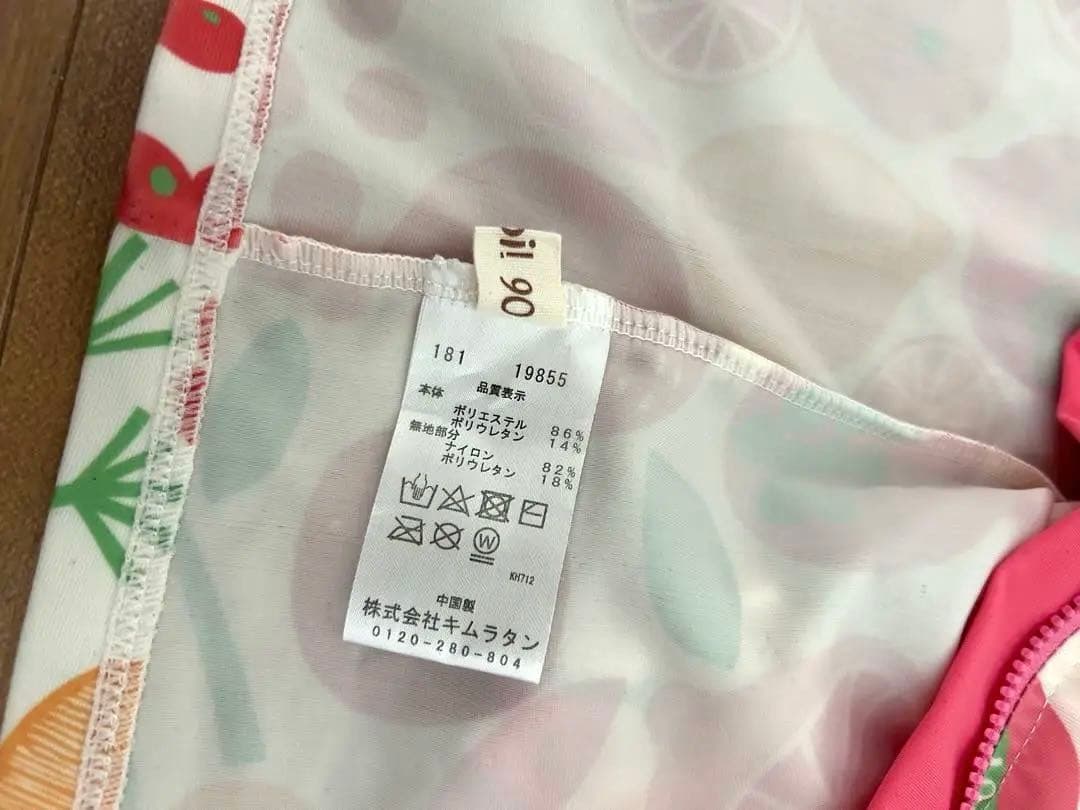 pi! 90
181 19855
品質表示
本体
ポリエステル 86%
ポリウレタン 14%
無地部分
ナイロン 82%
ポリウレタン 18%
W
KH712
中国製
株式会社キムラタン
0120-280-804